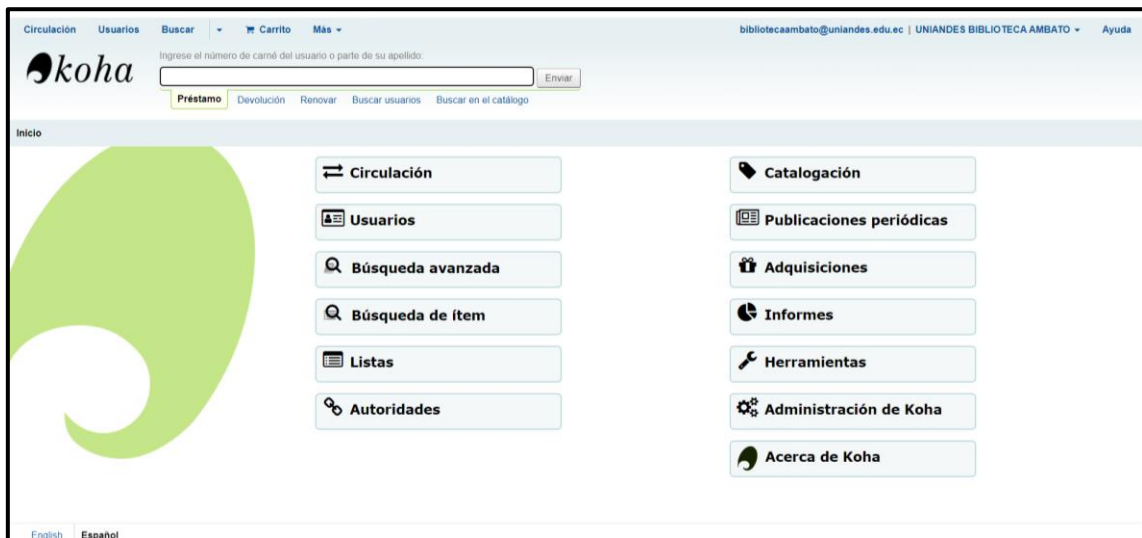 Circulación Usuarios Buscar Carrito Más bibliotecaambato@uniandes.edu.ec | UNIANDES BIBLIOTECA AMBATO Ayuda
koha
Ingrese el número de carné del usuario o parte de su apellido:
Enviar
Préstamo Devolución Renovar Buscar usuarios Buscar en el catálogo
Inicio
Circulación
Usuarios
Búsqueda avanzada
Búsqueda de ítem
Listas
Autoridades
Catalogación
Publicaciones periódicas
Adquisiciones
Informes
Herramientas
Administración de Koha
Acerca de Koha
English Español